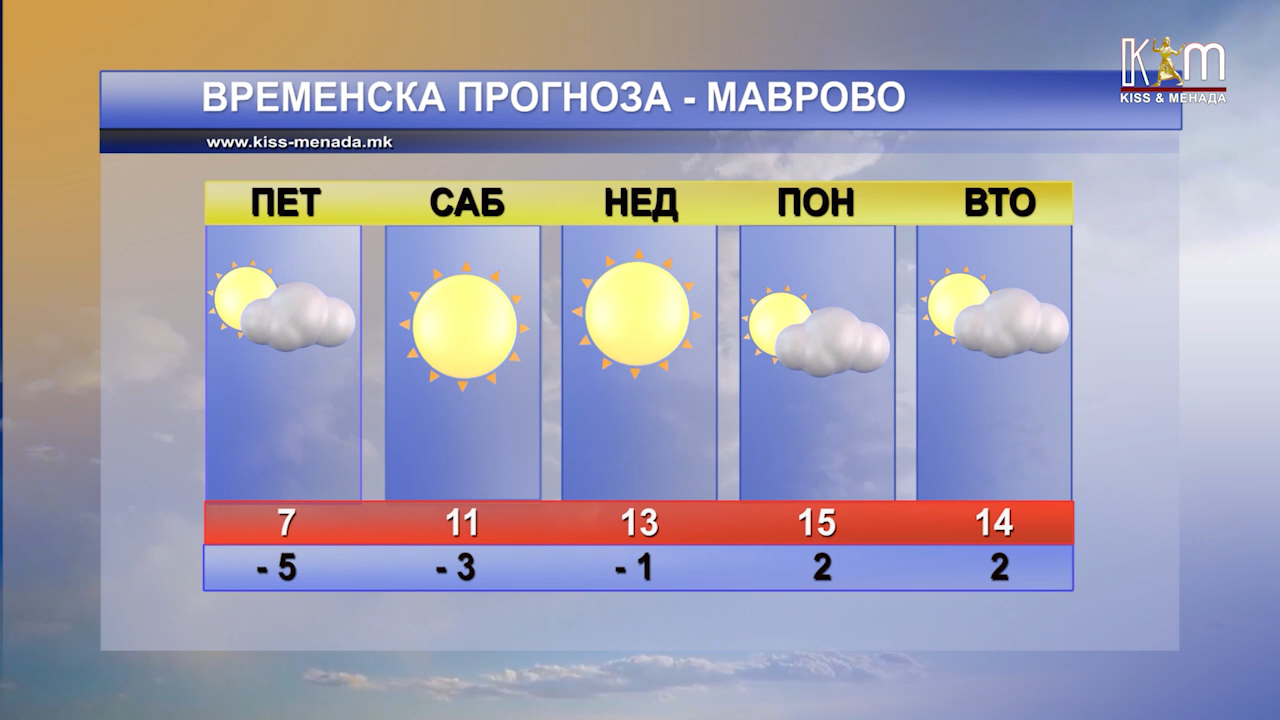 ВРЕМЕНСКА ПРОГНОЗА - МАВРОВО
KM
KISS & МЕНАДА
www.kiss-menada.mk
ПЕТ САБ НЕД ПОН ВТО
7 11 13 15 14
- 5 - 3 - 1 2 2